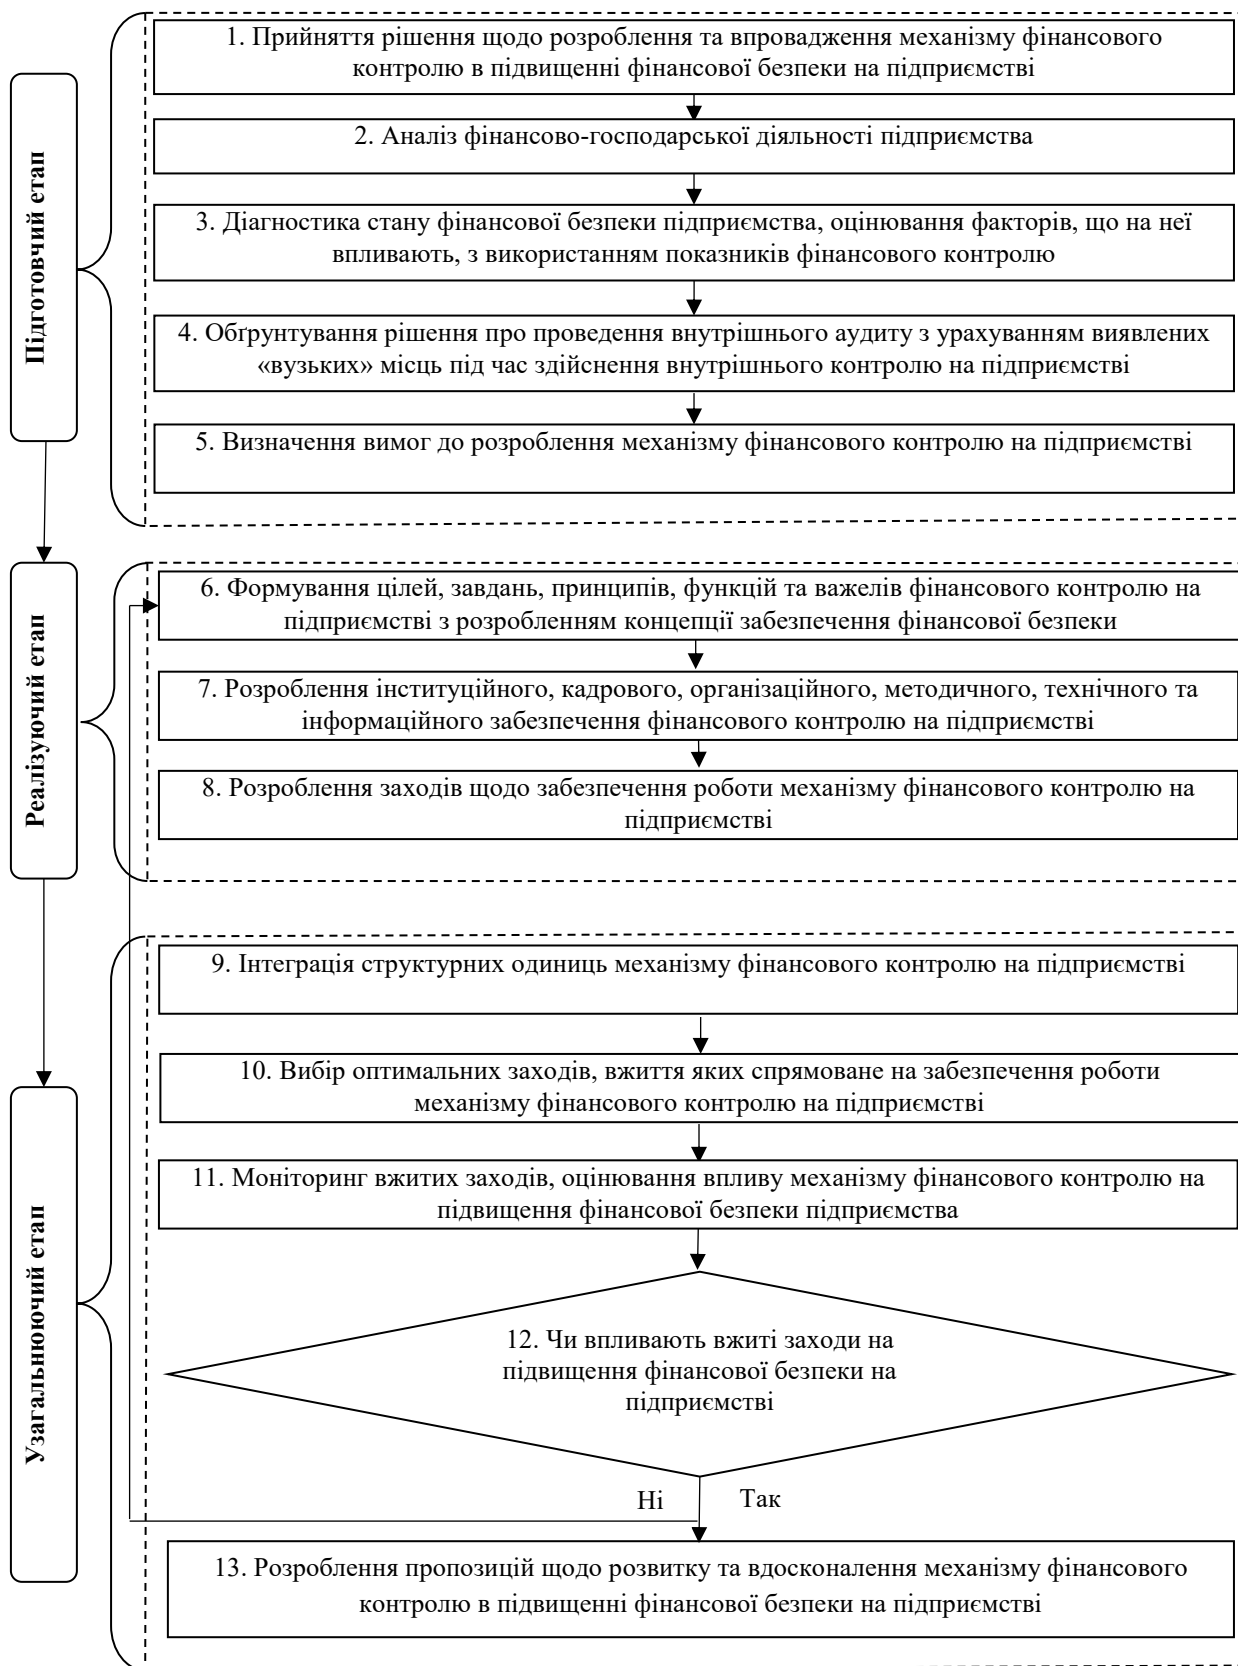 Підготовчий етап
1. Прийняття рішення щодо розроблення та впровадження механізму фінансового
контролю в підвищенні фінансової безпеки на підприємстві
2. Аналіз фінансово-господарської діяльності підприємства
3. Діагностика стану фінансової безпеки підприємства, оцінювання факторів, що на неї
впливають, з використанням показників фінансового контролю
4. Обґрунтування рішення про проведення внутрішнього аудиту з урахуванням виявлених
«вузьких» місць під час здійснення внутрішнього контролю на підприємстві
5. Визначення вимог до розроблення механізму фінансового контролю на підприємстві
Реалізуючий етап
6. Формування цілей, завдань, принципів, функцій та важелів фінансового контролю на
підприємстві з розробленням концепції забезпечення фінансової безпеки
7. Розроблення інституційного, кадрового, організаційного, методичного, технічного та
інформаційного забезпечення фінансового контролю на підприємстві
8. Розроблення заходів щодо забезпечення роботи механізму фінансового контролю на
підприємстві
Узагальнюючий етап
9. Інтеграція структурних одиниць механізму фінансового контролю на підприємстві
10. Вибір оптимальних заходів, вжиття яких спрямоване на забезпечення роботи
механізму фінансового контролю на підприємстві
11. Моніторинг вжитих заходів, оцінювання впливу механізму фінансового контролю на
підвищення фінансової безпеки підприємства
12. Чи впливають вжиті заходи на
підвищення фінансової безпеки на
підприємстві
Ні Так
13. Розроблення пропозицій щодо розвитку та вдосконалення механізму фінансового
контролю в підвищенні фінансової безпеки на підприємстві